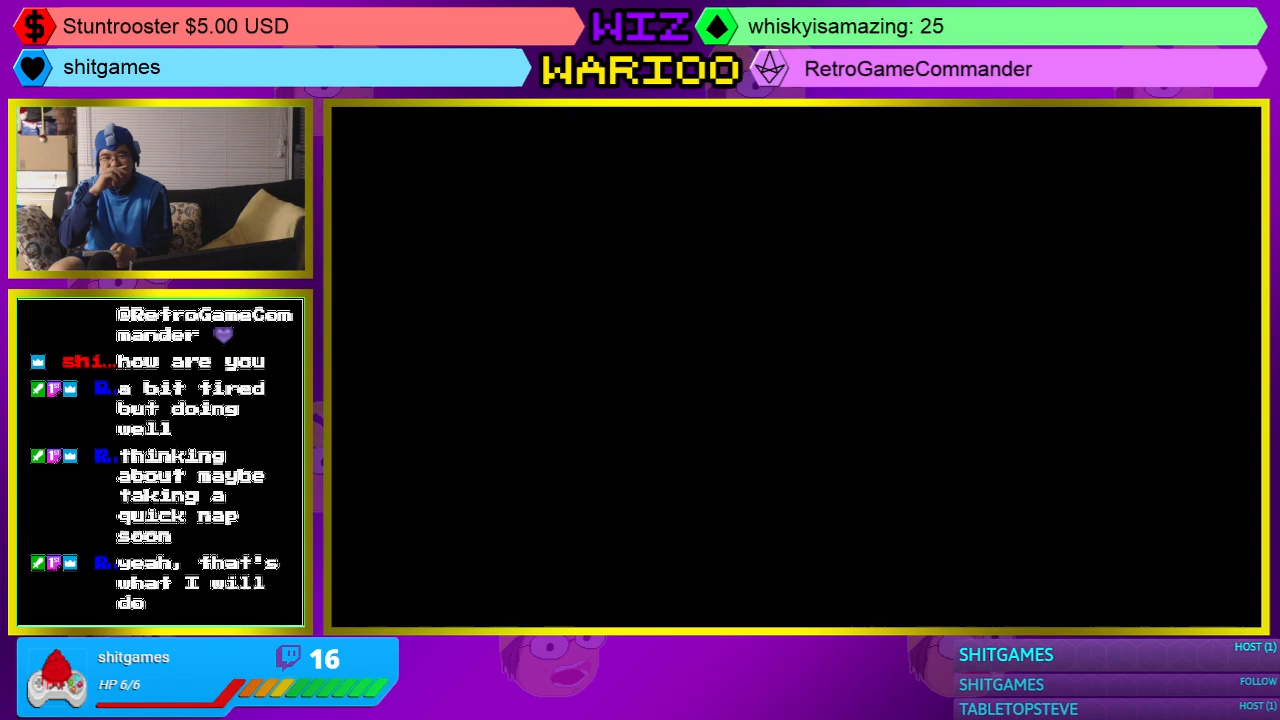 Stuntrooster $5.00 USD
WIZ
whiskyisamazing: 25
shitgames
WARIOO
RetroGameCommander
@RetroGameCom
mander
shi… how are you
R.. a bit tired
but doing
well
R.. thinking
about maybe
taking a
quick nap
soon
R.. yeah, that's
what I will
do
shitgames
16
HP 6/6
SHITGAMES HOST (1)
SHITGAMES FOLLOW
TABLETOPSTEVE HOST (1)